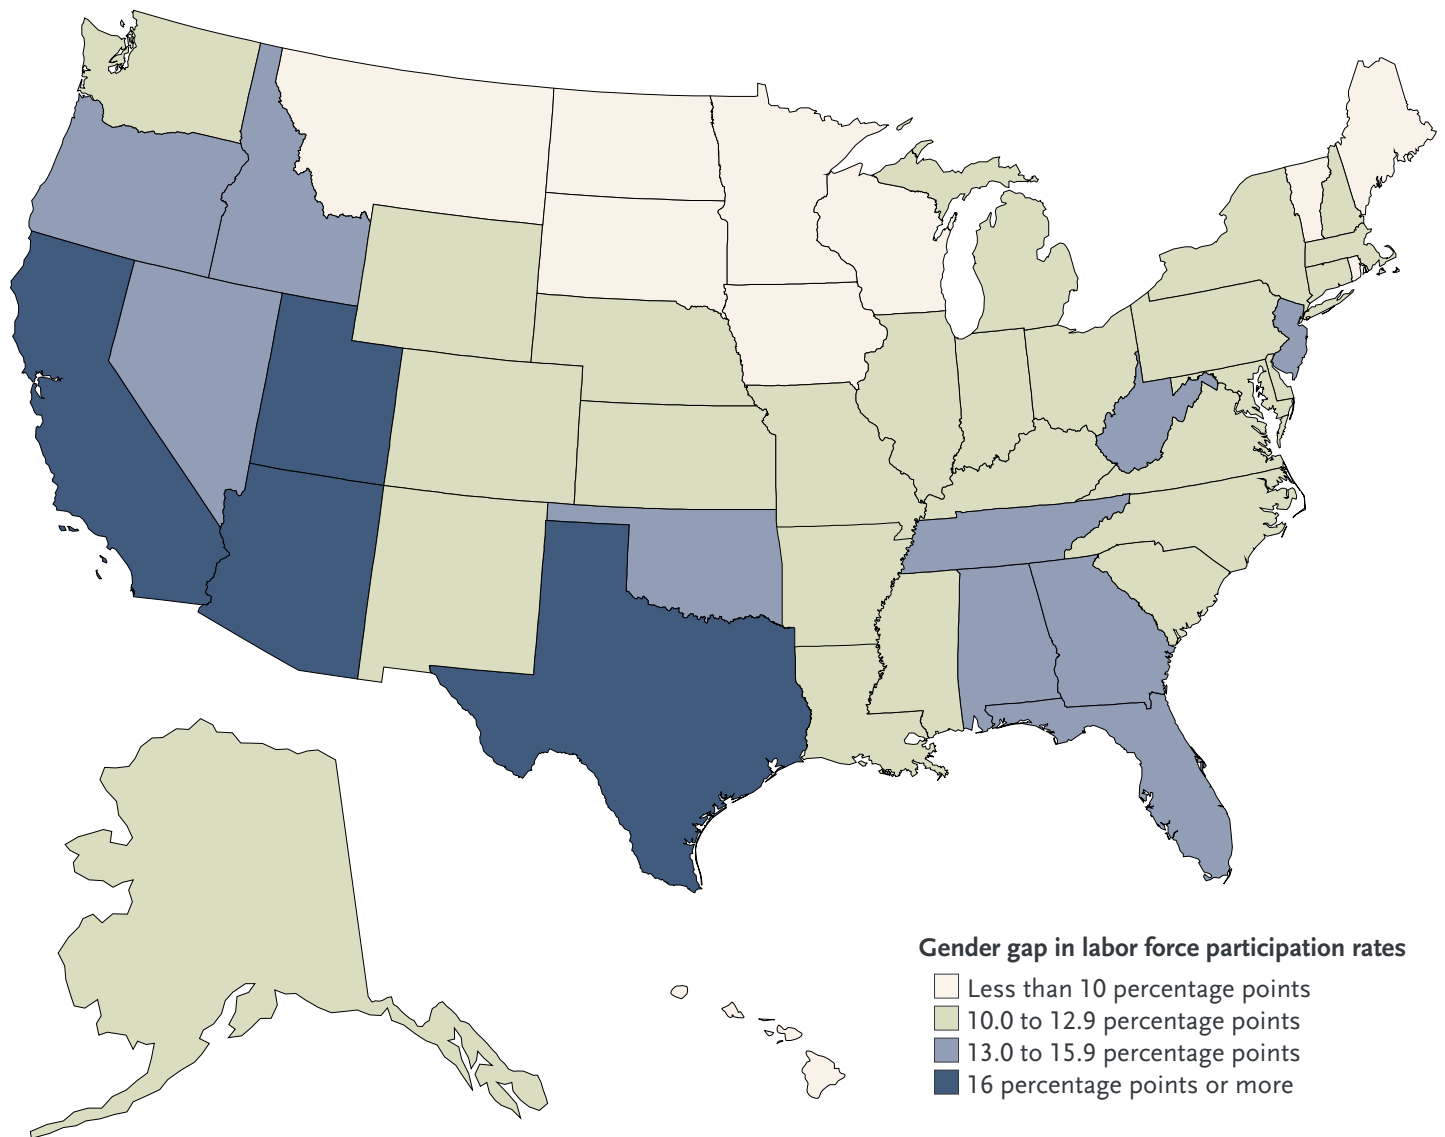 Gender gap in labor force participation rates
Less than 10 percentage points
10.0 to 12.9 percentage points
13.0 to 15.9 percentage points
16 percentage points or more